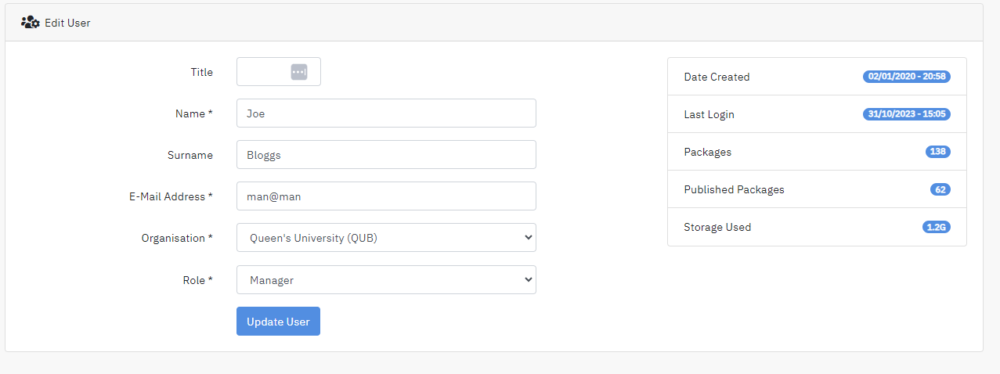 Edit User
Title
Name * Joe
Surname Bloggs
E-Mail Address * man@man
Organisation * Queen's University (QUB)
Role * Manager
Update User
Date Created 02/01/2020 - 20:58
Last Login 31/10/2023 - 15:05
Packages 138
Published Packages 62
Storage Used 1.2G